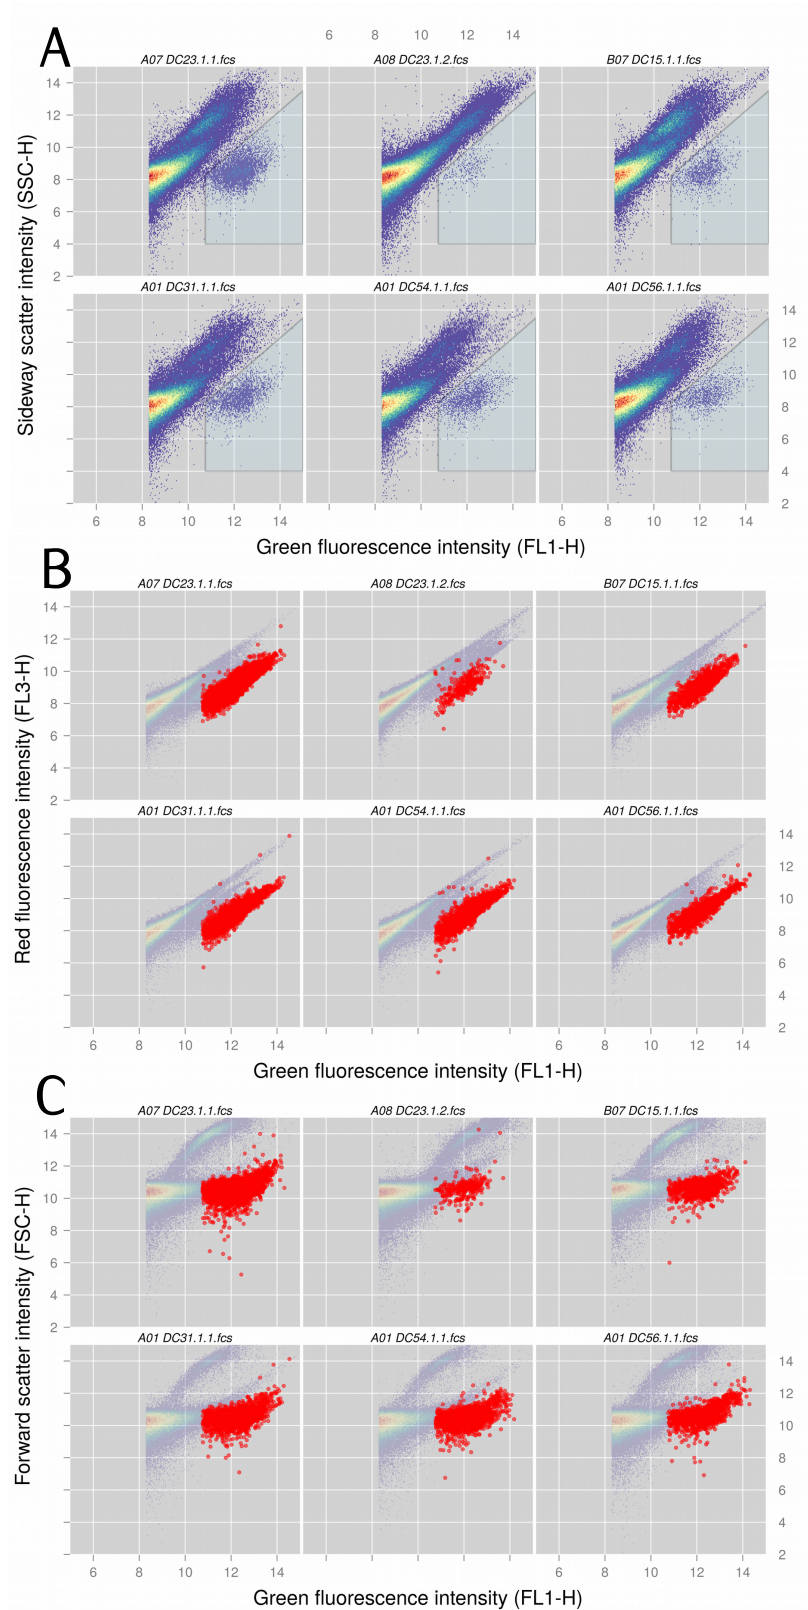 A
6 8 10 12 14
A07 DC23.1.1.fcs A08 DC23.1.2.fcs B07 DC15.1.1.fcs
14
12
10
8
6
4
2
Sideway scatter intensity (SSC-H)
A01 DC31.1.1.fcs A01 DC54.1.1.fcs A01 DC56.1.1.fcs
14
12
10
8
6
4
2
6 8 10 12 14 6 8 10 12 14
Green fluorescence intensity (FL1-H)
B
A07 DC23.1.1.fcs A08 DC23.1.2.fcs B07 DC15.1.1.fcs
14
12
10
8
6
4
2
Red fluorescence intensity (FL3-H)
A01 DC31.1.1.fcs A01 DC54.1.1.fcs A01 DC56.1.1.fcs
14
12
10
8
6
4
2
6 8 10 12 14 6 8 10 12 14
Green fluorescence intensity (FL1-H)
C
A07 DC23.1.1.fcs A08 DC23.1.2.fcs B07 DC15.1.1.fcs
14
12
10
8
6
4
2
Forward scatter intensity (FSC-H)
A01 DC31.1.1.fcs A01 DC54.1.1.fcs A01 DC56.1.1.fcs
14
12
10
8
6
4
2
6 8 10 12 14 6 8 10 12 14
Green fluorescence intensity (FL1-H)